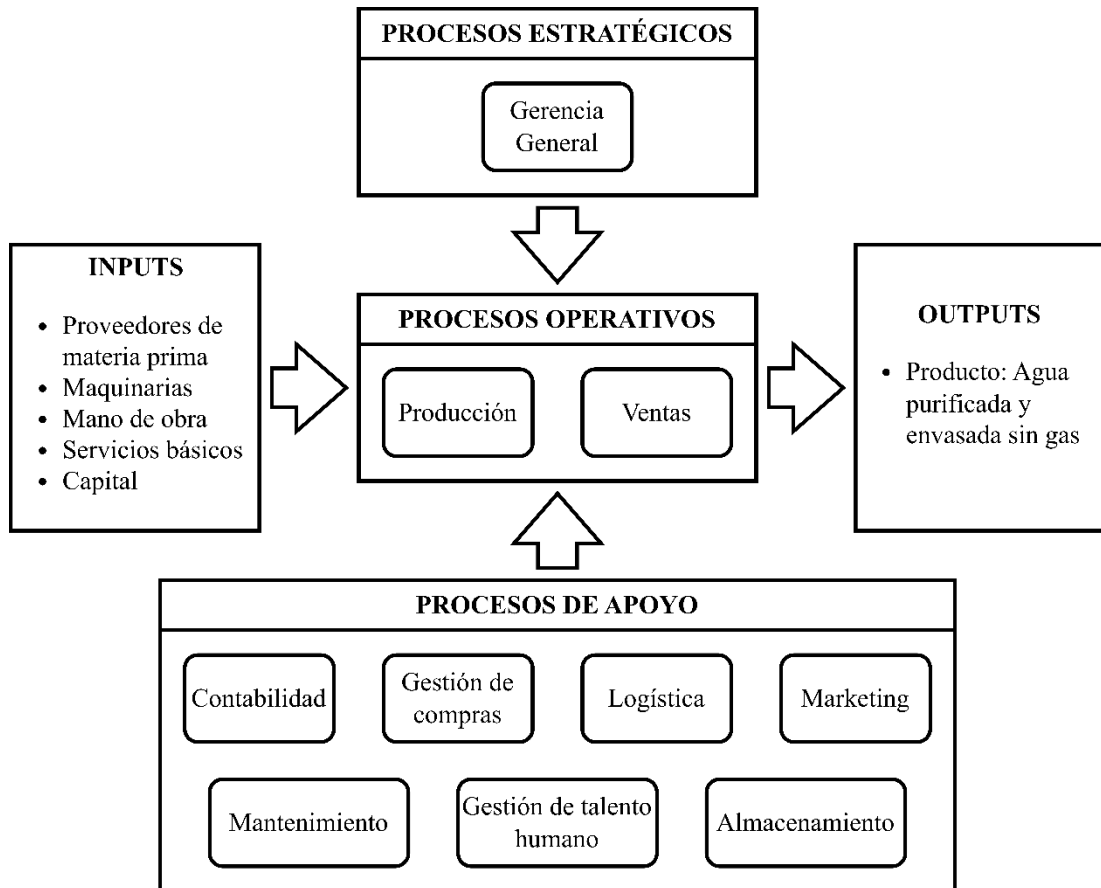 PROCESOS ESTRATÉGICOS
Gerencia
General
INPUTS
• Proveedores de
materia prima
• Maquinarias
• Mano de obra
• Servicios básicos
• Capital
PROCESOS OPERATIVOS
Producción
Ventas
OUTPUTS
• Producto: Agua
purificada y
envasada sin gas
PROCESOS DE APOYO
Contabilidad
Gestión de
compras
Logística
Marketing
Mantenimiento
Gestión de talento
humano
Almacenamiento